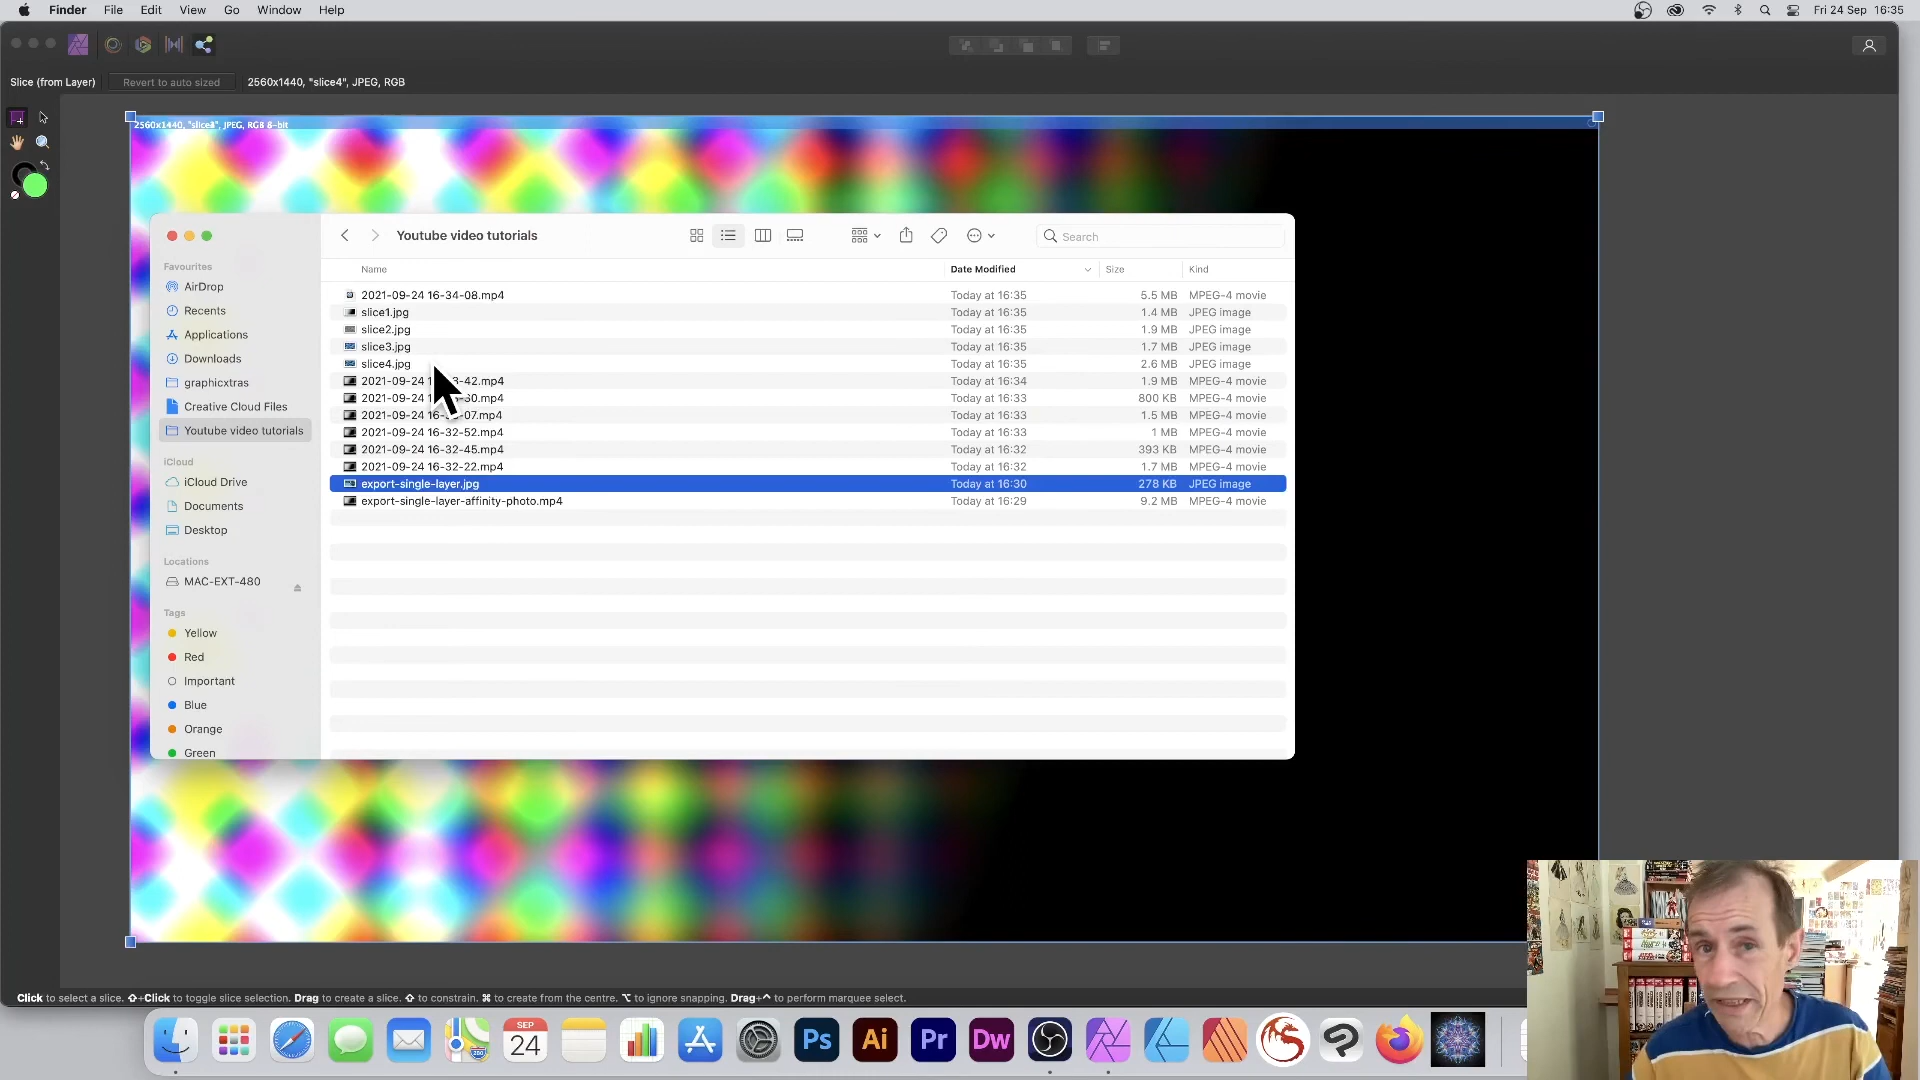 Finder File Edit View Go Window Help Fri 24 Sep 16:35
Slice (from Layer) Revert to auto sized 2560x1440, "slice4", JPEG, RGB
Youtube video tutorials Search
Favourites
AirDrop
Recents
Applications
Downloads
graphicxtras
Creative Cloud Files
Youtube video tutorials
iCloud
iCloud Drive
Documents
Desktop
Locations
MAC-EXT-480
Tags
Yellow
Red
Important
Blue
Orange
Green
Name Date Modified Size Kind
2021-09-24 16-34-08.mp4 Today at 16:35 5.5 MB MPEG-4 movie
slice1.jpg Today at 16:35 1.4 MB JPEG image
slice2.jpg Today at 16:35 1.9 MB JPEG image
slice3.jpg Today at 16:35 1.7 MB JPEG image
slice4.jpg Today at 16:35 2.6 MB JPEG image
2021-09-24 Today at 16:34 1.9 MB MPEG-4 movie
2021-09-24 Today at 16:33 800 KB MPEG-4 movie
2021-09-24 Today at 16:33 1.5 MB MPEG-4 movie
2021-09-24 16-32-52.mp4 Today at 16:33 1 MB MPEG-4 movie
2021-09-24 16-32-45.mp4 Today at 16:32 393 KB MPEG-4 movie
2021-09-24 16-32-22.mp4 Today at 16:32 1.7 MB MPEG-4 movie
export-single-layer.jpg Today at 16:30 278 KB JPEG image
export-single-layer-affinity-photo.mp4 Today at 16:29 9.2 MB MPEG-4 movie
Click to select a slice. ⇧+Click to toggle slice selection. Drag to create a slice. ⇧ to constrain. ⌘ to create from the centre. ⌥ to ignore snapping. Drag+^ to perform marquee select.
SEP
24
Ps Ai Pr Dw